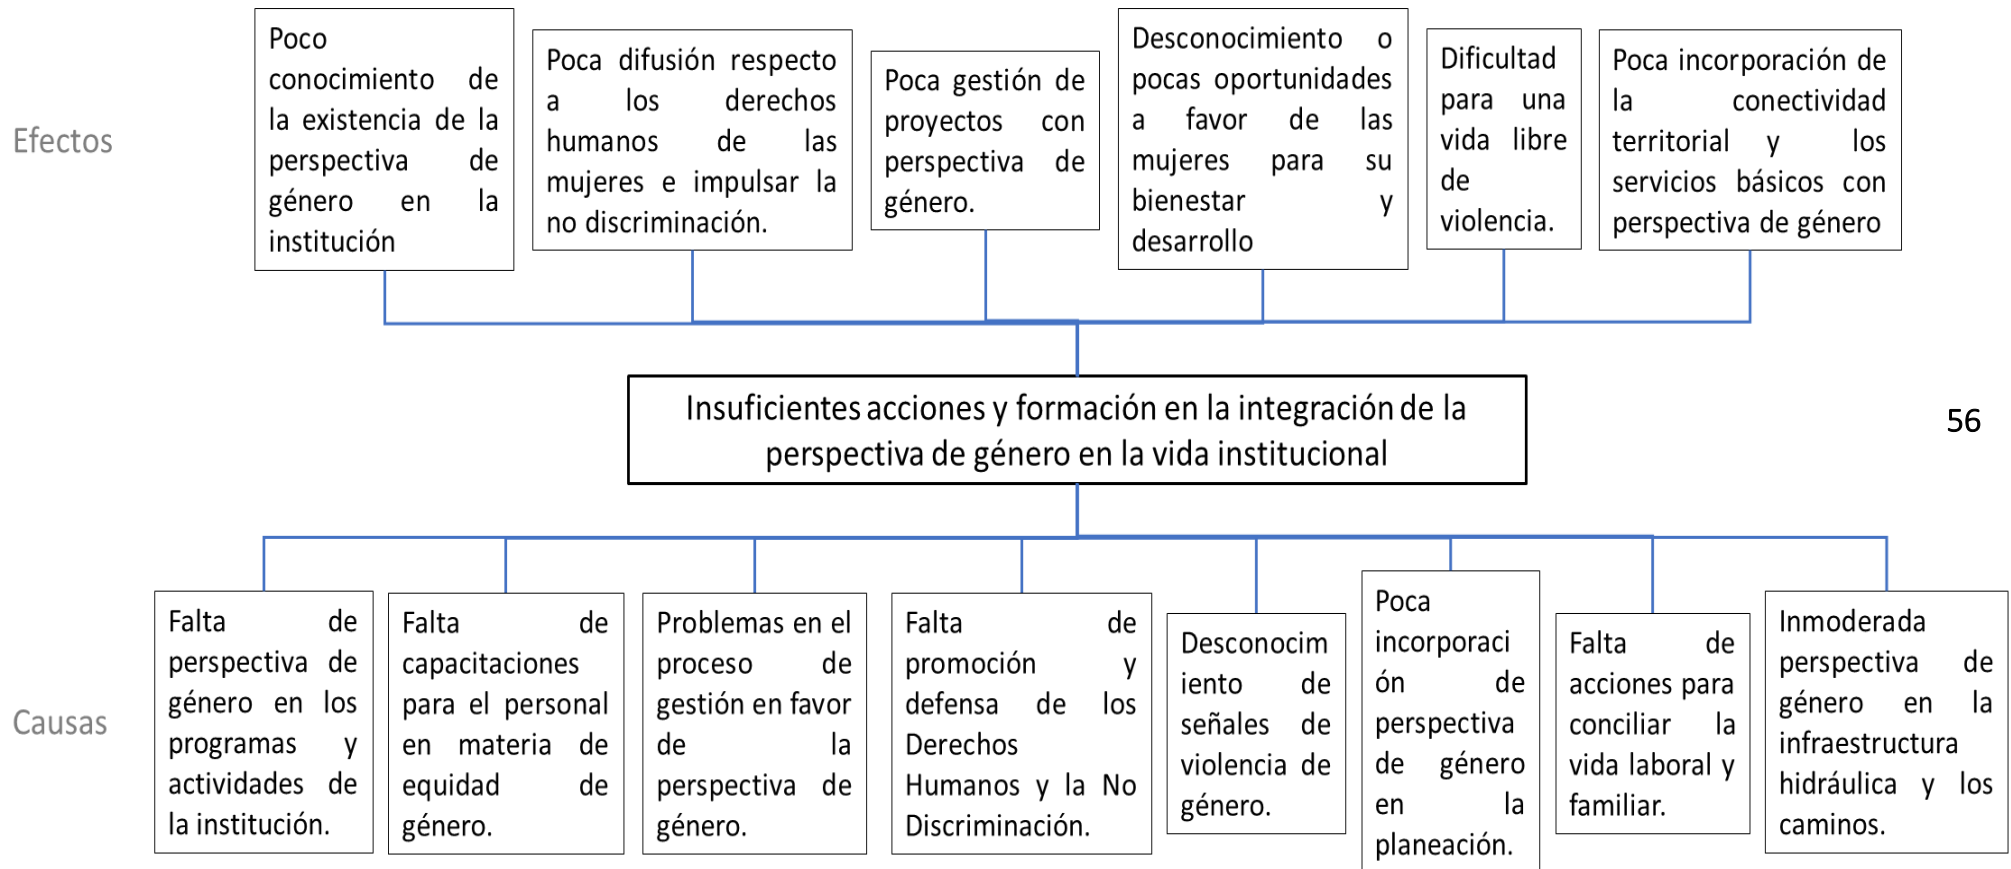 Efectos
Poco
conocimiento de
la existencia de la
perspectiva de
género en la
institución
Poca difusión respecto
a los derechos
humanos de las
mujeres e impulsar la
no discriminación.
Poca gestión de
proyectos con
perspectiva de
género.
Desconocimiento o
pocas oportunidades
a favor de las
mujeres para su
bienestar y
desarrollo
Dificultad
para una
vida libre
de
violencia.
Poca incorporación de
la conectividad
territorial y los
servicios básicos con
perspectiva de género
Insuficientes acciones y formación en la integración de la
perspectiva de género en la vida institucional
56
Causas
Falta de
perspectiva de
género en los
programas y
actividades de
la institución.
Falta de
capacitaciones
para el personal
en materia de
equidad de
género.
Problemas en el
proceso de
gestión en favor
de la
perspectiva de
género.
Falta de
promoción y
defensa de los
Derechos
Humanos y la No
Discriminación.
Desconocim
iento de
señales de
violencia de
género.
Poca
incorporaci
ón de
perspectiva
de género
en la
planeación.
Falta de
acciones para
conciliar la
vida laboral y
familiar.
Inmoderada
perspectiva de
género en la
infraestructura
hidráulica y los
caminos.